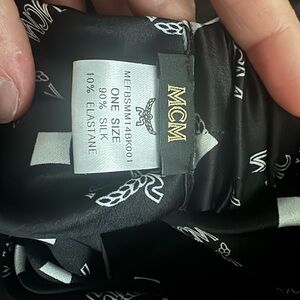 MCM
MEFBSMM14BK001
ONE SIZE
90% SILK
10% ELASTANE